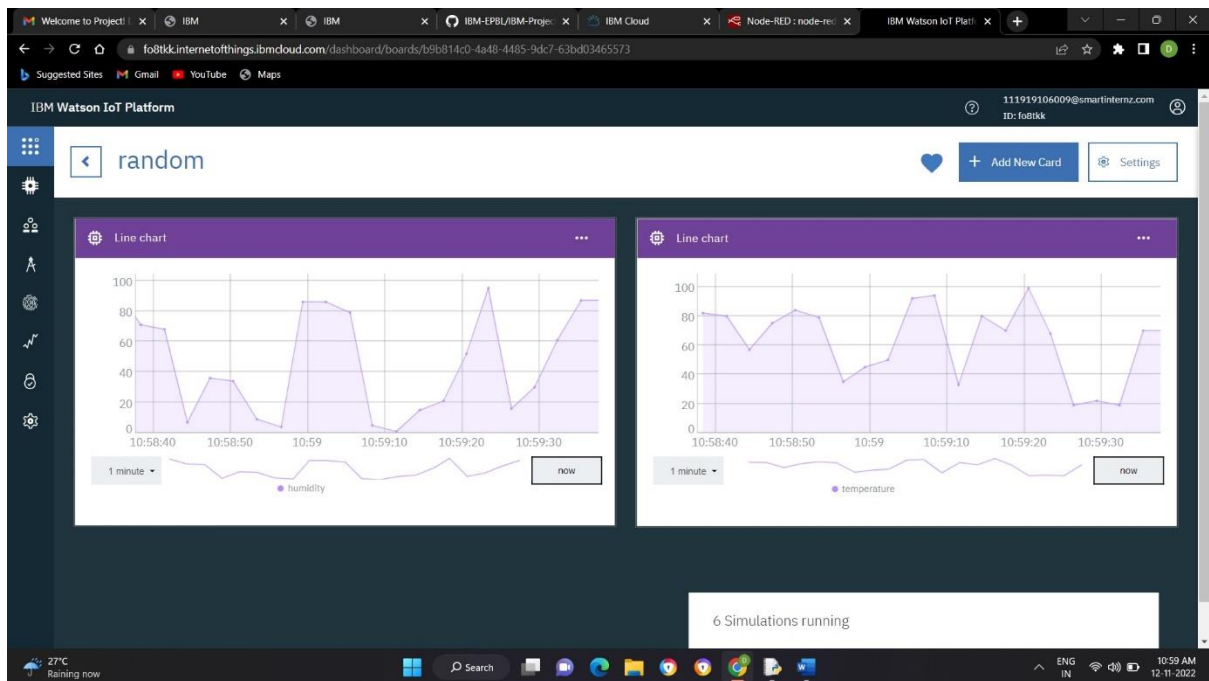 Welcome to Project! I
IBM
IBM
IBM-EPBL/IBM-Projec
IBM Cloud
Node-RED : node-red
IBM Watson IoT Platf
fo8tkk.internetofthings.ibmcloud.com/dashboard/boards/b9b814c0-4a48-4485-9dc7-63bd03465573
Suggested Sites Gmail YouTube Maps
IBM Watson IoT Platform
111919106009@smartinternz.com
ID: fo8tkk
random
+ Add New Card
Settings
Line chart
100
80
60
40
20
0
10:58:40 10:58:50 10:59 10:59:10 10:59:20 10:59:30
1 minute
now
humidity
Line chart
100
80
60
40
20
0
10:58:40 10:58:50 10:59 10:59:10 10:59:20 10:59:30
1 minute
now
temperature
6 Simulations running
27°C
Raining now
Search
ENG
IN
10:59 AM
12-11-2022